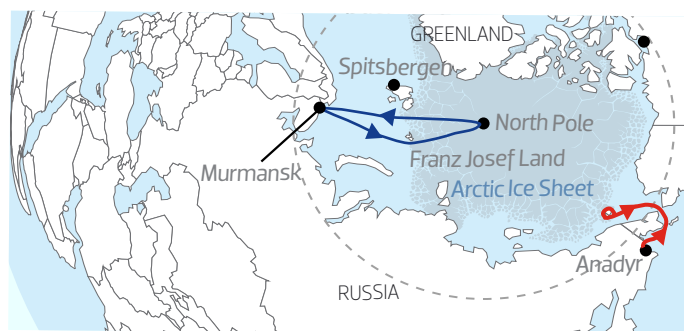 GREENLAND
Spitsbergen
North Pole
Murmansk
Franz Josef Land
Arctic Ice Sheet
Anadyr
RUSSIA